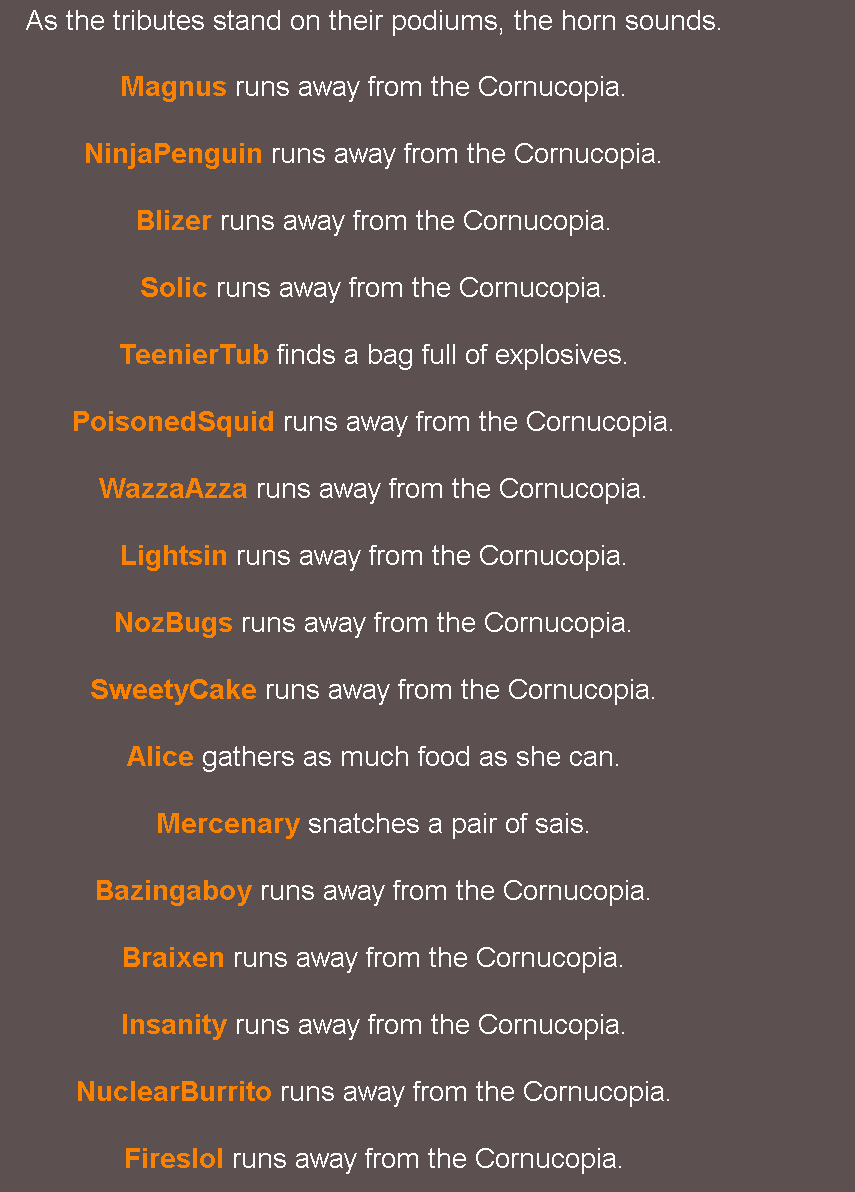 As the tributes stand on their podiums, the horn sounds.
Magnus runs away from the Cornucopia.
NinjaPenguin runs away from the Cornucopia.
Blizer runs away from the Cornucopia.
Solic runs away from the Cornucopia.
TeenierTub finds a bag full of explosives.
PoisonedSquid runs away from the Cornucopia.
WazzaAzza runs away from the Cornucopia.
Lightsin runs away from the Cornucopia.
NozBugs runs away from the Cornucopia.
SweetyCake runs away from the Cornucopia.
Alice gathers as much food as she can.
Mercenary snatches a pair of sais.
Bazingaboy runs away from the Cornucopia.
Braixen runs away from the Cornucopia.
Insanity runs away from the Cornucopia.
NuclearBurrito runs away from the Cornucopia.
Fireslol runs away from the Cornucopia.